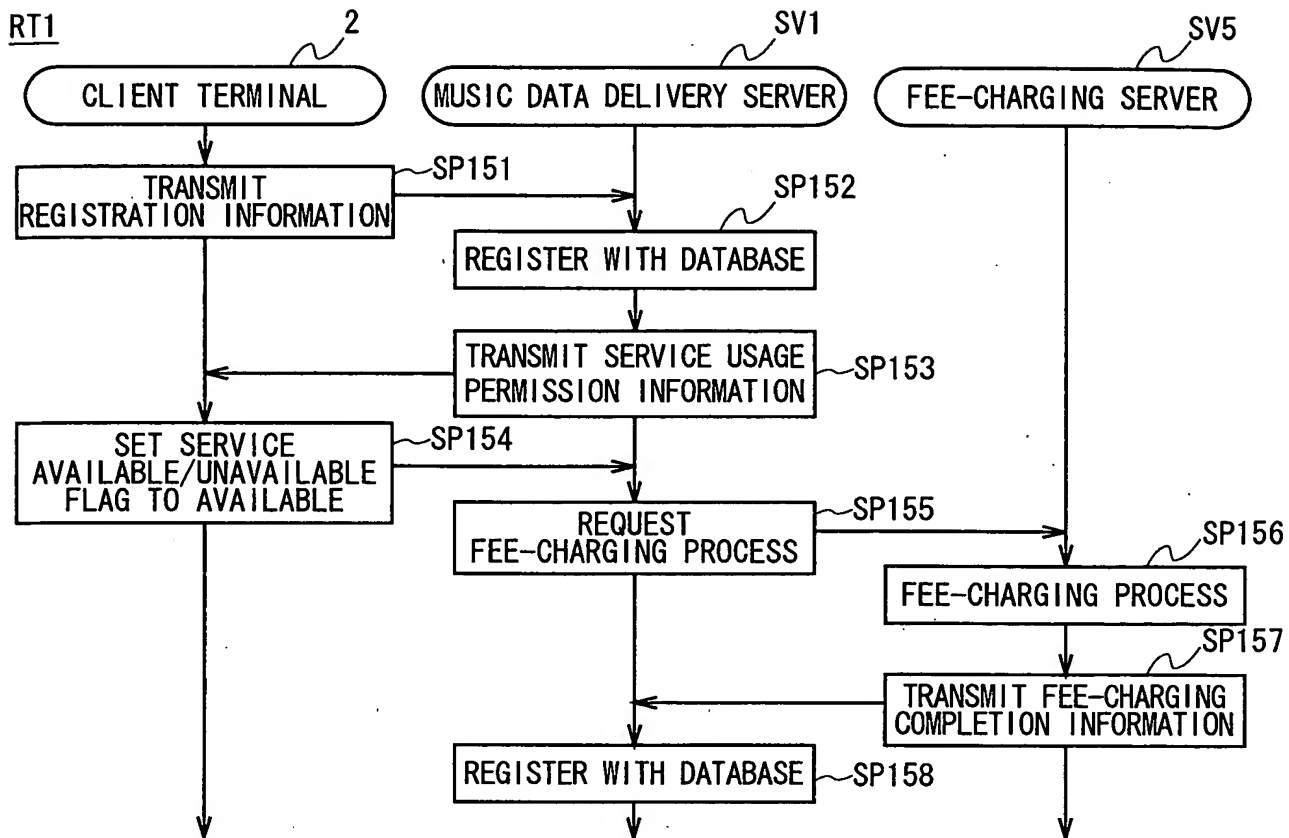 RT1
2
SV1
SV5
CLIENT TERMINAL
MUSIC DATA DELIVERY SERVER
FEE-CHARGING SERVER
TRANSMIT
REGISTRATION INFORMATION
SP151
SP152
REGISTER WITH DATABASE
TRANSMIT SERVICE USAGE
PERMISSION INFORMATION
SP153
SET SERVICE
AVAILABLE/UNAVAILABLE
FLAG TO AVAILABLE
SP154
REQUEST
FEE-CHARGING PROCESS
SP155
SP156
FEE-CHARGING PROCESS
SP157
TRANSMIT FEE-CHARGING
COMPLETION INFORMATION
REGISTER WITH DATABASE
SP158